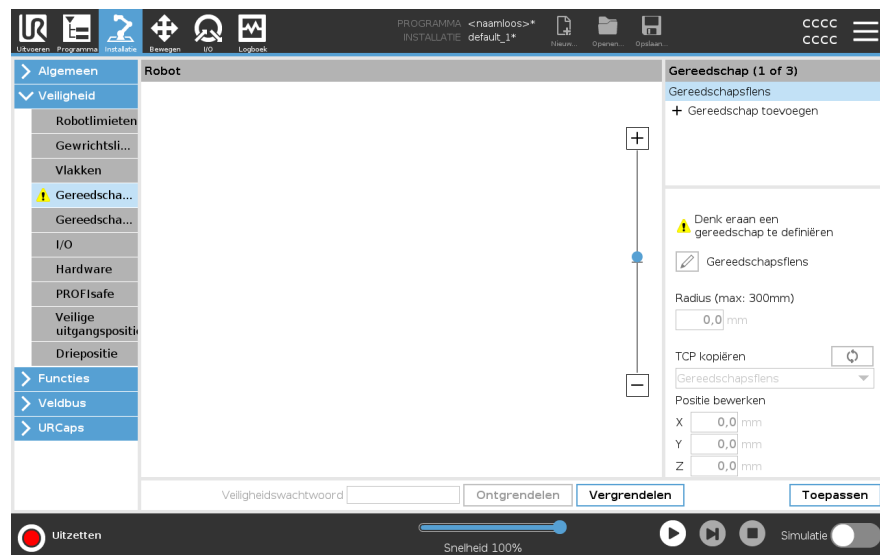 PROGRAMMA <naamloos>*
INSTALLATIE default_1*
Nieuw... Openen... Opslaan...
CCCC
CCCC
Uitvoeren Programma Installatie Bewegen I/O Logboek
Algemeen
Veiligheid
Robotlimieten
Gewrichtsli...
Vlakken
Gereedscha...
Gereedscha...
I/O
Hardware
PROFIsafe
Veilige
uitgangspositi
Driepositie
Functies
Veldbus
URCaps
Robot
Gereedschap (1 of 3)
Gereedschapsflens
+ Gereedschap toevoegen
Denk eraan een
gereedschap te definiëren
Gereedschapsflens
Radius (max: 300mm)
0,0 mm
TCP kopiëren
Gereedschapsflens
Positie bewerken
X 0,0 mm
Y 0,0 mm
Z 0,0 mm
Veiligheidswachtwoord Ontgrendelen Vergrendelen Toepassen
Uitzetten
Snelheid 100%
Simulatie